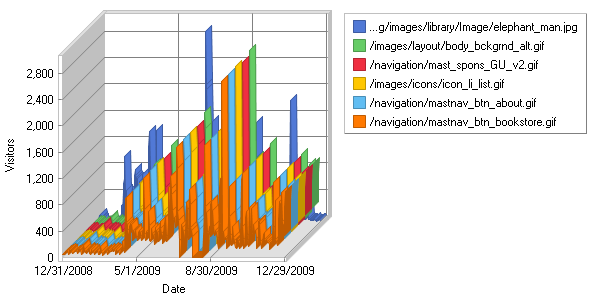 ...g/images/library/Image/elephant_man.jpg
/images/layout/body_bckgrnd_alt.gif
/navigation/mast_spons_GU_v2.gif
/images/icons/icon_li_list.gif
/navigation/mastnav_btn_about.gif
/navigation/mastnav_btn_bookstore.gif
Visitors
2,800
2,400
2,000
1,600
1,200
800
400
0
12/31/2008 5/1/2009 8/30/2009 12/29/2009
Date